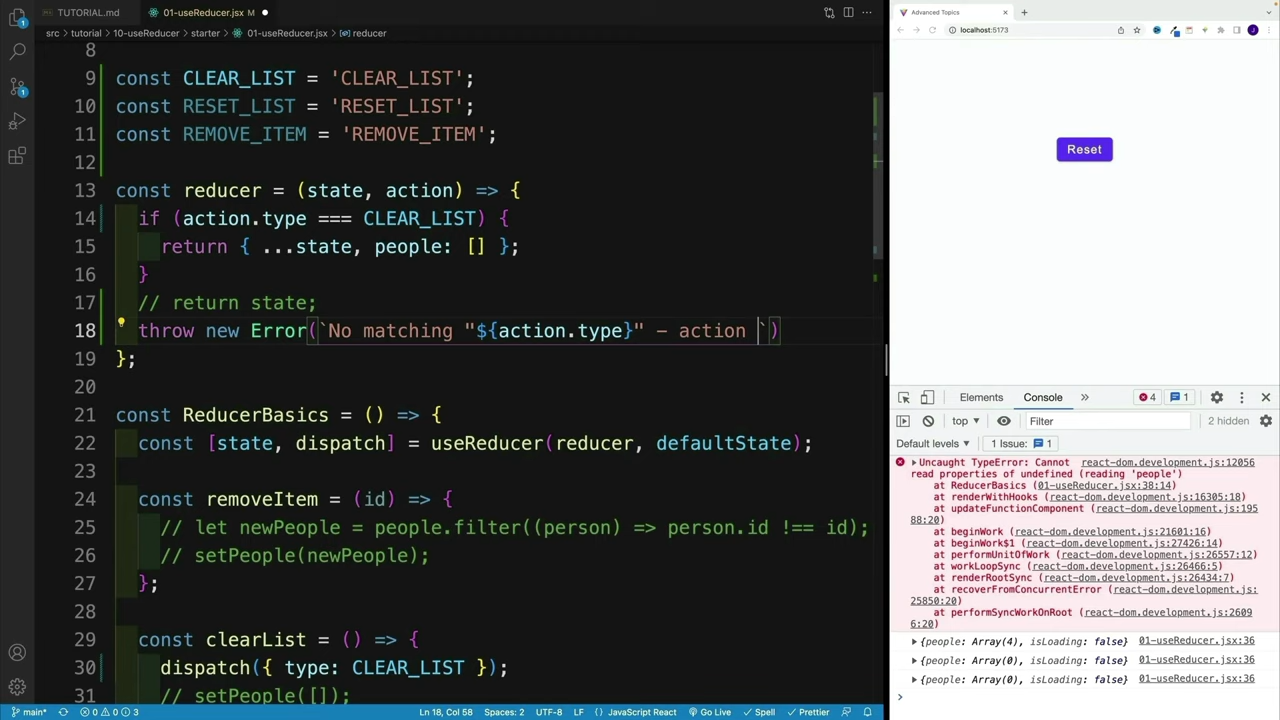 TUTORIAL.md
01-useReducer.jsx M
src > tutorial > 10-useReducer > starter > 01-useReducer.jsx > reducer
8
9 const CLEAR_LIST = 'CLEAR_LIST';
10 const RESET_LIST = 'RESET_LIST';
11 const REMOVE_ITEM = 'REMOVE_ITEM';
12
13 const reducer = (state, action) => {
14 if (action.type === CLEAR_LIST) {
15 return { ...state, people: [] };
16 }
17 // return state;
18 throw new Error(`No matching "${action.type}" - action `)
19 };
20
21 const ReducerBasics = () => {
22 const [state, dispatch] = useReducer(reducer, defaultState);
23
24 const removeItem = (id) => {
25 // let newPeople = people.filter((person) => person.id !== id);
26 // setPeople(newPeople);
27 };
28
29 const clearList = () => {
30 dispatch({ type: CLEAR_LIST });
31 // setPeople([]);
main* 0 0 3
Ln 18, Col 58 Spaces: 2 UTF-8 LF JavaScript React Go Live Spell Prettier
Advanced Topics
localhost:5173
J
Reset
Elements Console 4 1
top Filter 2 hidden
Default levels 1 Issue: 1
Uncaught TypeError: Cannot react-dom.development.js:12056
read properties of undefined (reading 'people')
at ReducerBasics (01-useReducer.jsx:38:14)
at renderWithHooks (react-dom.development.js:16305:18)
at updateFunctionComponent (react-dom.development.js:195
88:20)
at beginWork (react-dom.development.js:21601:16)
at beginWork$1 (react-dom.development.js:27426:14)
at performUnitOfWork (react-dom.development.js:26557:12)
at workLoopSync (react-dom.development.js:26466:5)
at renderRootSync (react-dom.development.js:26434:7)
at recoverFromConcurrentError (react-dom.development.js:
25850:20)
at performSyncWorkOnRoot (react-dom.development.js:2609
6:20)
{people: Array(4), isLoading: false} 01-useReducer.jsx:36
{people: Array(0), isLoading: false} 01-useReducer.jsx:36
{people: Array(0), isLoading: false} 01-useReducer.jsx:36